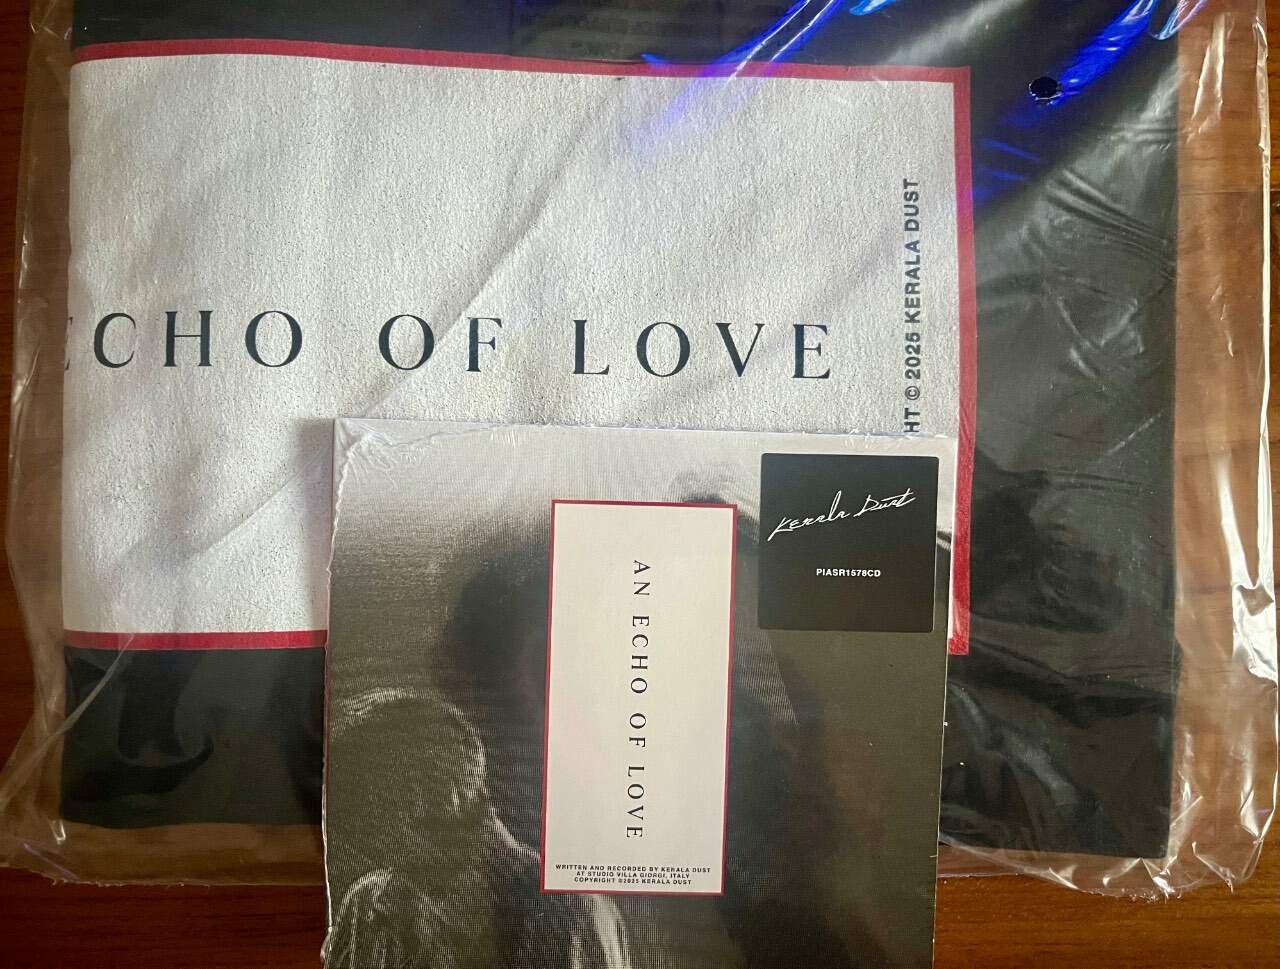 ECHO OF LOVE
HT © 2025 KERALA DUST
Kerala Dust
PIASR1578CD
AN ECHO OF LOVE
WRITTEN AND RECORDED BY KERALA DUST
AT STUDIO VILLA GIORGI, ITALY
COPYRIGHT ©2025 KERALA DUST